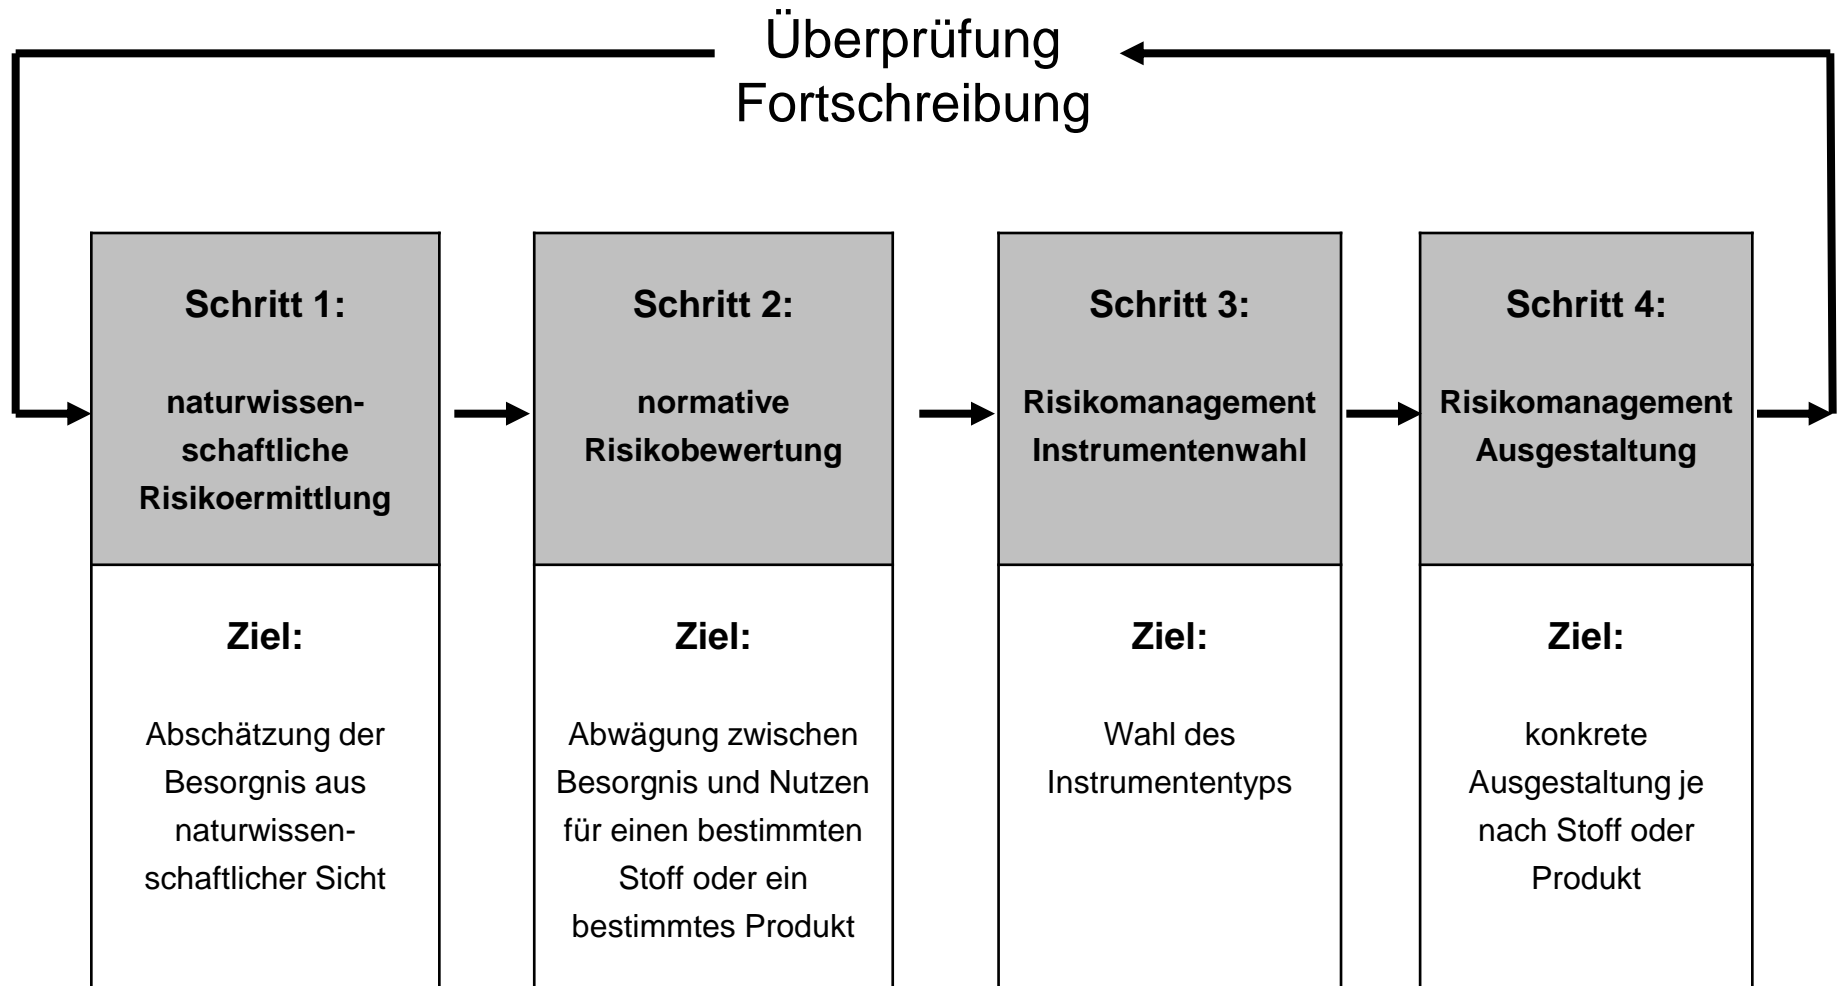 Überprüfung
Fortschreibung
Schritt 1:
naturwissen-
schaftliche
Risikoermittlung
Ziel:
Abschätzung der
Besorgnis aus
naturwissen-
schaftlicher Sicht
Schritt 2:
normative
Risikobewertung
Ziel:
Abwägung zwischen
Besorgnis und Nutzen
für einen bestimmten
Stoff oder ein
bestimmtes Produkt
Schritt 3:
Risikomanagement
Instrumentenwahl
Ziel:
Wahl des
Instrumententyps
Schritt 4:
Risikomanagement
Ausgestaltung
Ziel:
konkrete
Ausgestaltung je
nach Stoff oder
Produkt